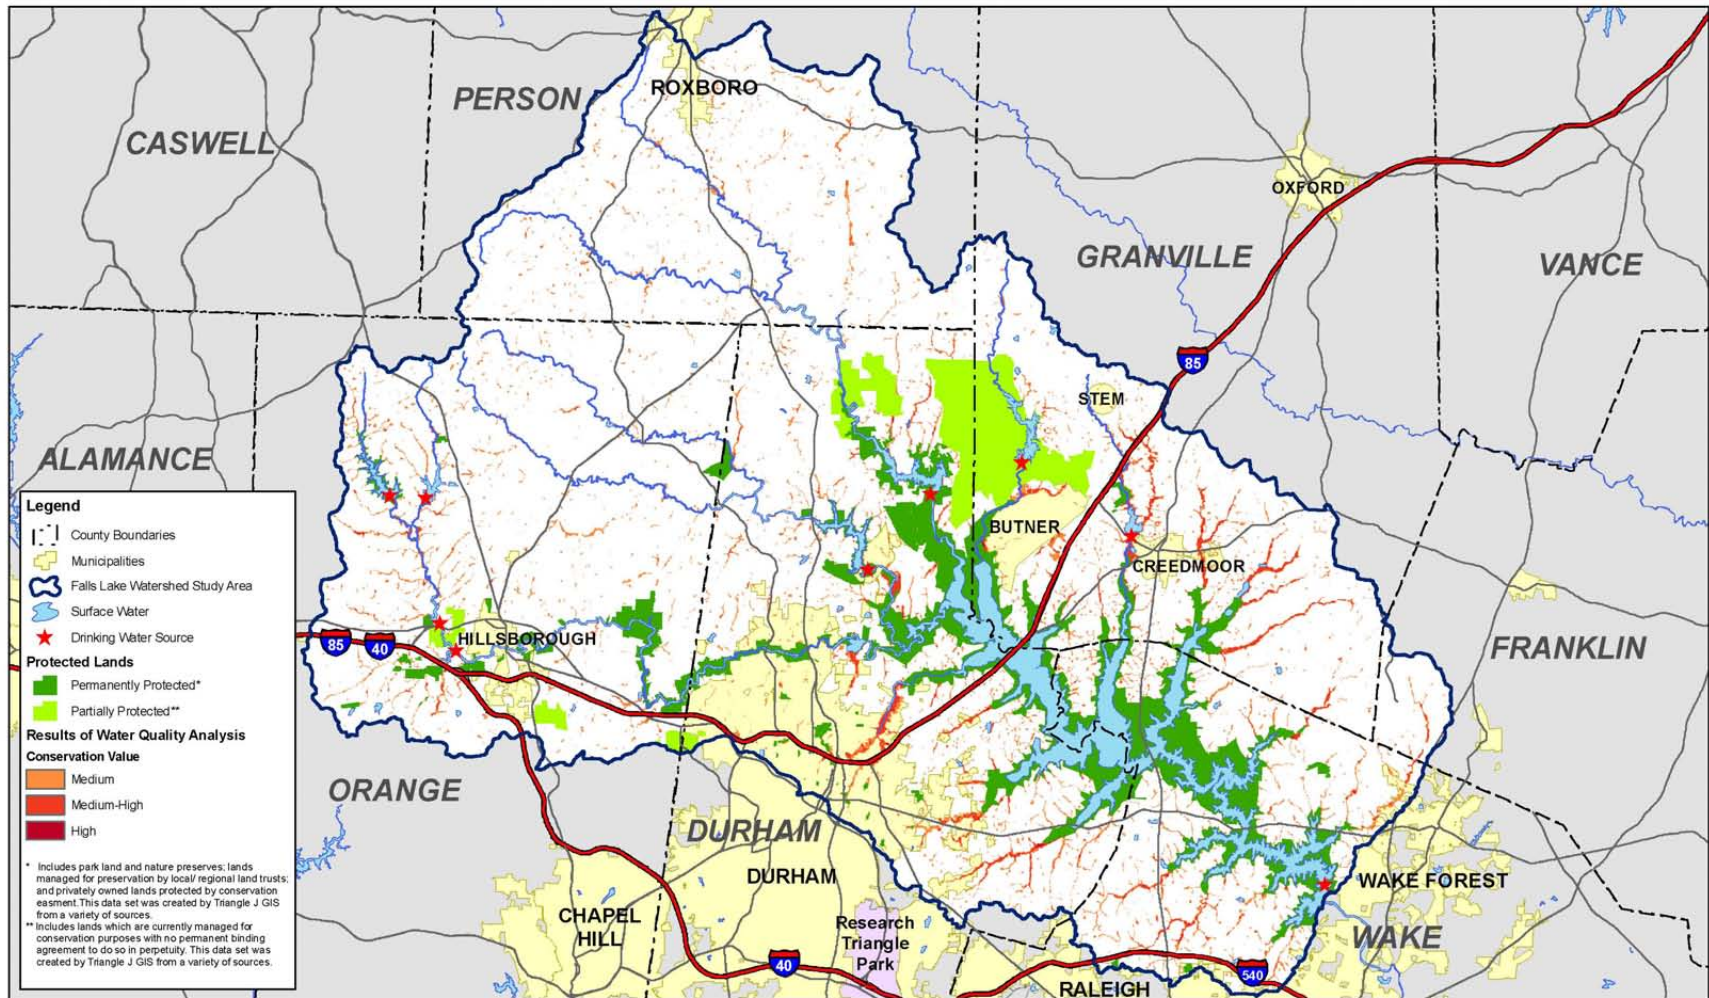 ROXBORO
PERSON
CASWELL
OXFORD
GRANVILLE
VANCE
85
STEM
ALAMANCE
BUTNER
CREEDMOOR
HILLSBOROUGH
85
40
FRANKLIN
ORANGE
DURHAM
DURHAM
WAKE FOREST
CHAPEL
HILL
Research
Triangle
Park
WAKE
40
540
RALEIGH
Legend
County Boundaries
Municipalities
Falls Lake Watershed Study Area
Surface Water
Drinking Water Source
Protected Lands
Permanently Protected*
Partially Protected**
Results of Water Quality Analysis
Conservation Value
Medium
Medium-High
High
* Includes park land and nature preserves; lands
managed for preservation by local/ regional land trusts;
and privately owned lands protected by conservation
easment.This data set was created by Triangle J GIS
from a variety of sources.
** Includes lands which are currently managed for
conservation purposes with no permanent binding
agreement to do so in perpetuity. This data set was
created by Triangle J GIS from a variety of sources.